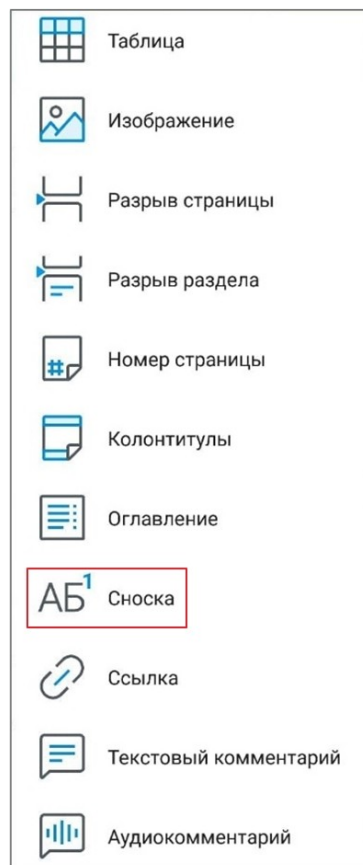 Таблица
Изображение
Разрыв страницы
Разрыв раздела
# Номер страницы
Колонтитулы
Оглавление
АБ1 Сноска
Ссылка
Текстовый комментарий
Аудиокомментарий